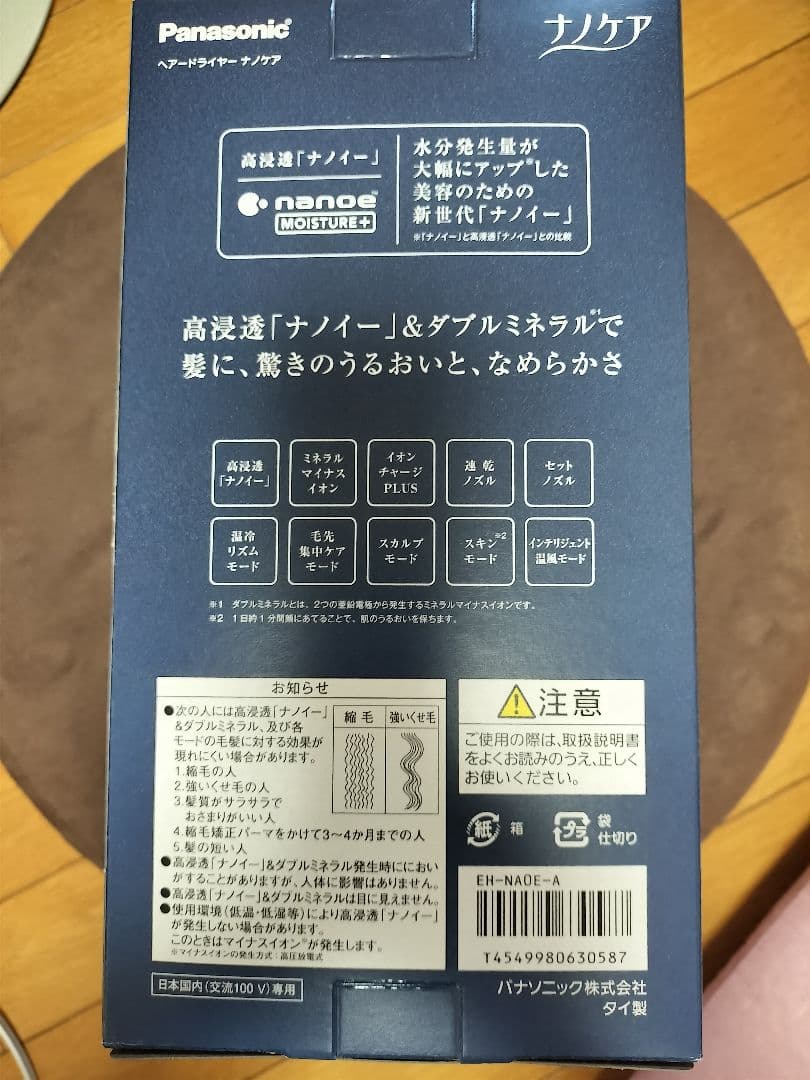 Panasonic
ヘアードライヤー ナノケア
ナノケア
高浸透「ナノイー」
nanoe™
MOISTURE+
水分発生量が
大幅にアップ※した
美容のための
新世代「ナノイー」
※「ナノイー」と高浸透「ナノイー」との比較
高浸透「ナノイー」&ダブルミネラル※1で
髪に、驚きのうるおいと、なめらかさ
高浸透
「ナノイー」
ミネラル
マイナス
イオン
イオン
チャージ
PLUS
速乾
ノズル
セット
ノズル
温冷
リズム
モード
毛先
集中ケア
モード
スカルプ
モード
スキン※2
モード
インテリジェント
温風モード
※1 ダブルミネラルとは、2つの亜鉛電極から発生するミネラルマイナスイオンです。
※2 1日約1分間顔にあてることで、肌のうるおいを保ちます。
お知らせ
●次の人には高浸透「ナノイー」
&ダブルミネラル、及び各
モードの毛髪に対する効果が
現れにくい場合があります。
1.縮毛の人
2.強いくせ毛の人
3.髪質がサラサラで
おさまりがいい人
4.縮毛矯正パーマをかけて3〜4か月までの人
5.髪の短い人
縮毛
強いくせ毛
●高浸透「ナノイー」&ダブルミネラル発生時ににおい
がすることがありますが、人体に影響はありません。
●高浸透「ナノイー」&ダブルミネラルは目に見えません。
●使用環境(低温・低湿等)により高浸透「ナノイー」
が発生しない場合があります。
このときはマイナスイオン※が発生します。
※マイナスイオンの発生方式:高圧放電式
注意
ご使用の際は、取扱説明書
をよくお読みのうえ、正しく
お使いください。
紙
箱
プラ
袋
仕切り
EH-NA0E-A
T4549980630587
日本国内(交流100 V)専用
パナソニック株式会社
タイ製